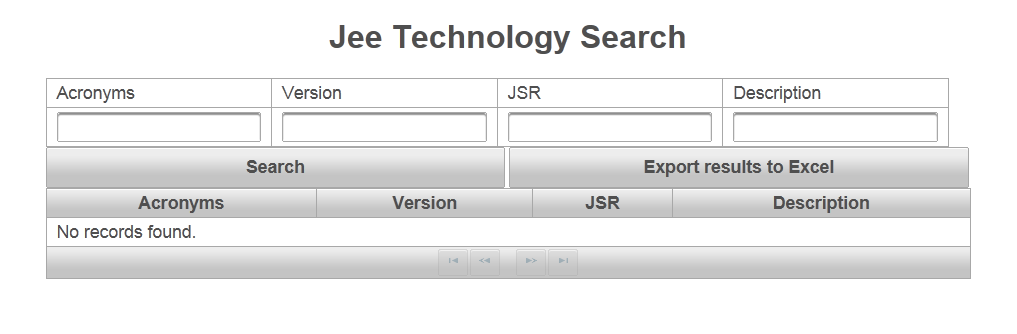 Jee Technology Search
Acronyms Version JSR Description
Search Export results to Excel
Acronyms Version JSR Description
No records found.